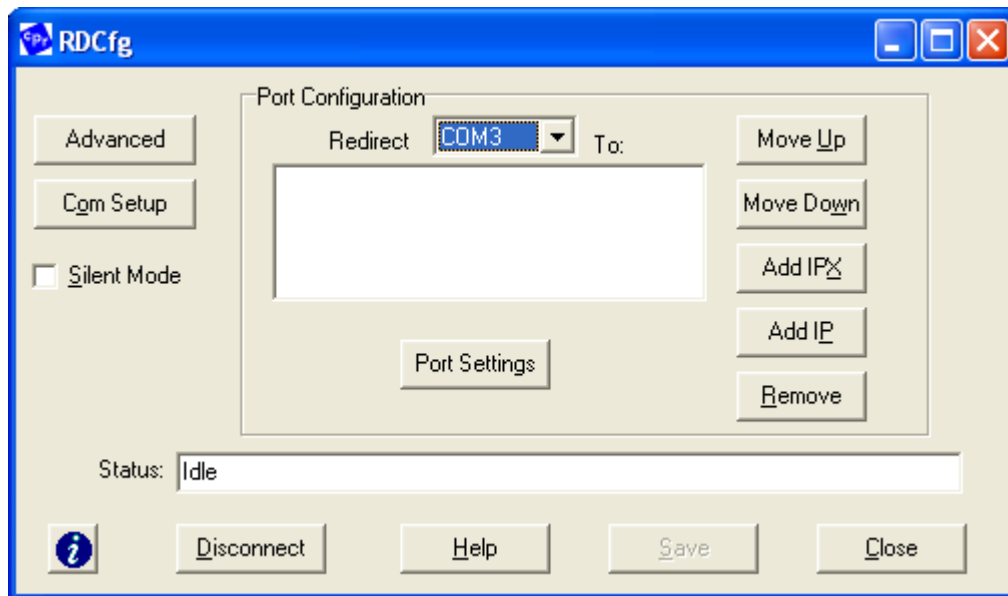 cpr RDCfg
Port Configuration
Advanced
Redirect COM3 To:
Move Up
Com Setup
Move Down
Silent Mode
Add IPX
Add IP
Port Settings
Remove
Status: Idle
i Disconnect Help Save Close